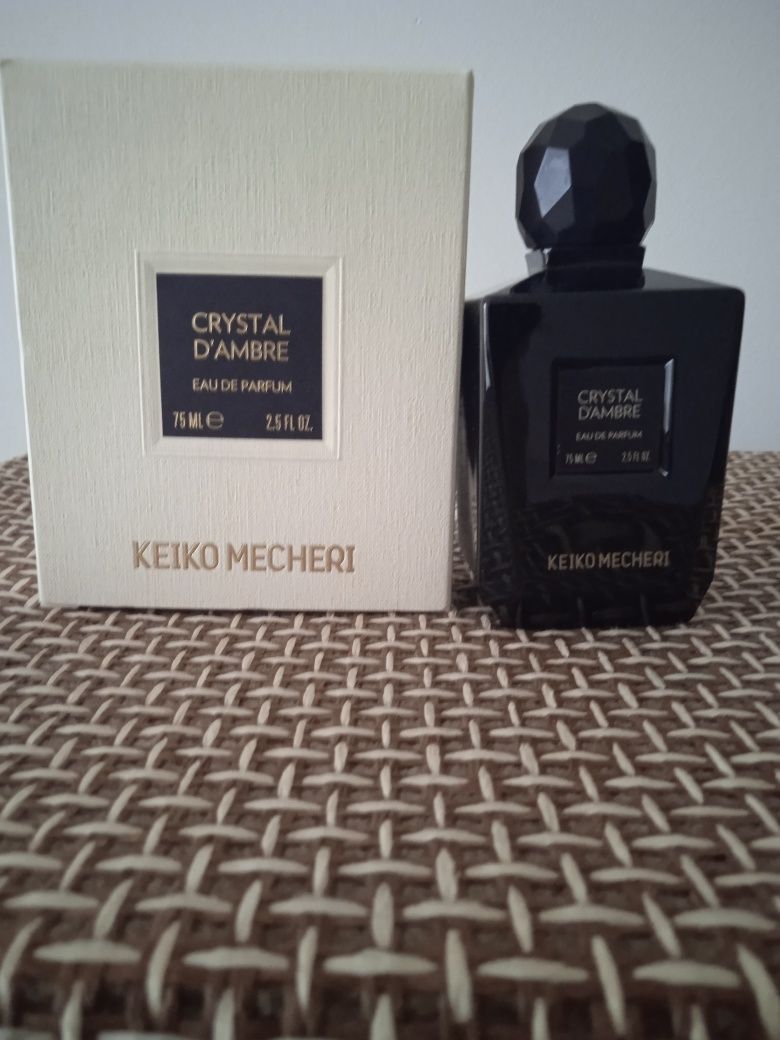 CRYSTAL
D'AMBRE
EAU DE PARFUM
75 ML ℮ 2.5 FL OZ.
KEIKO MECHERI
CRYSTAL
D'AMBRE
EAU DE PARFUM
75 ML ℮ 2.5 FL OZ.
KEIKO MECHERI